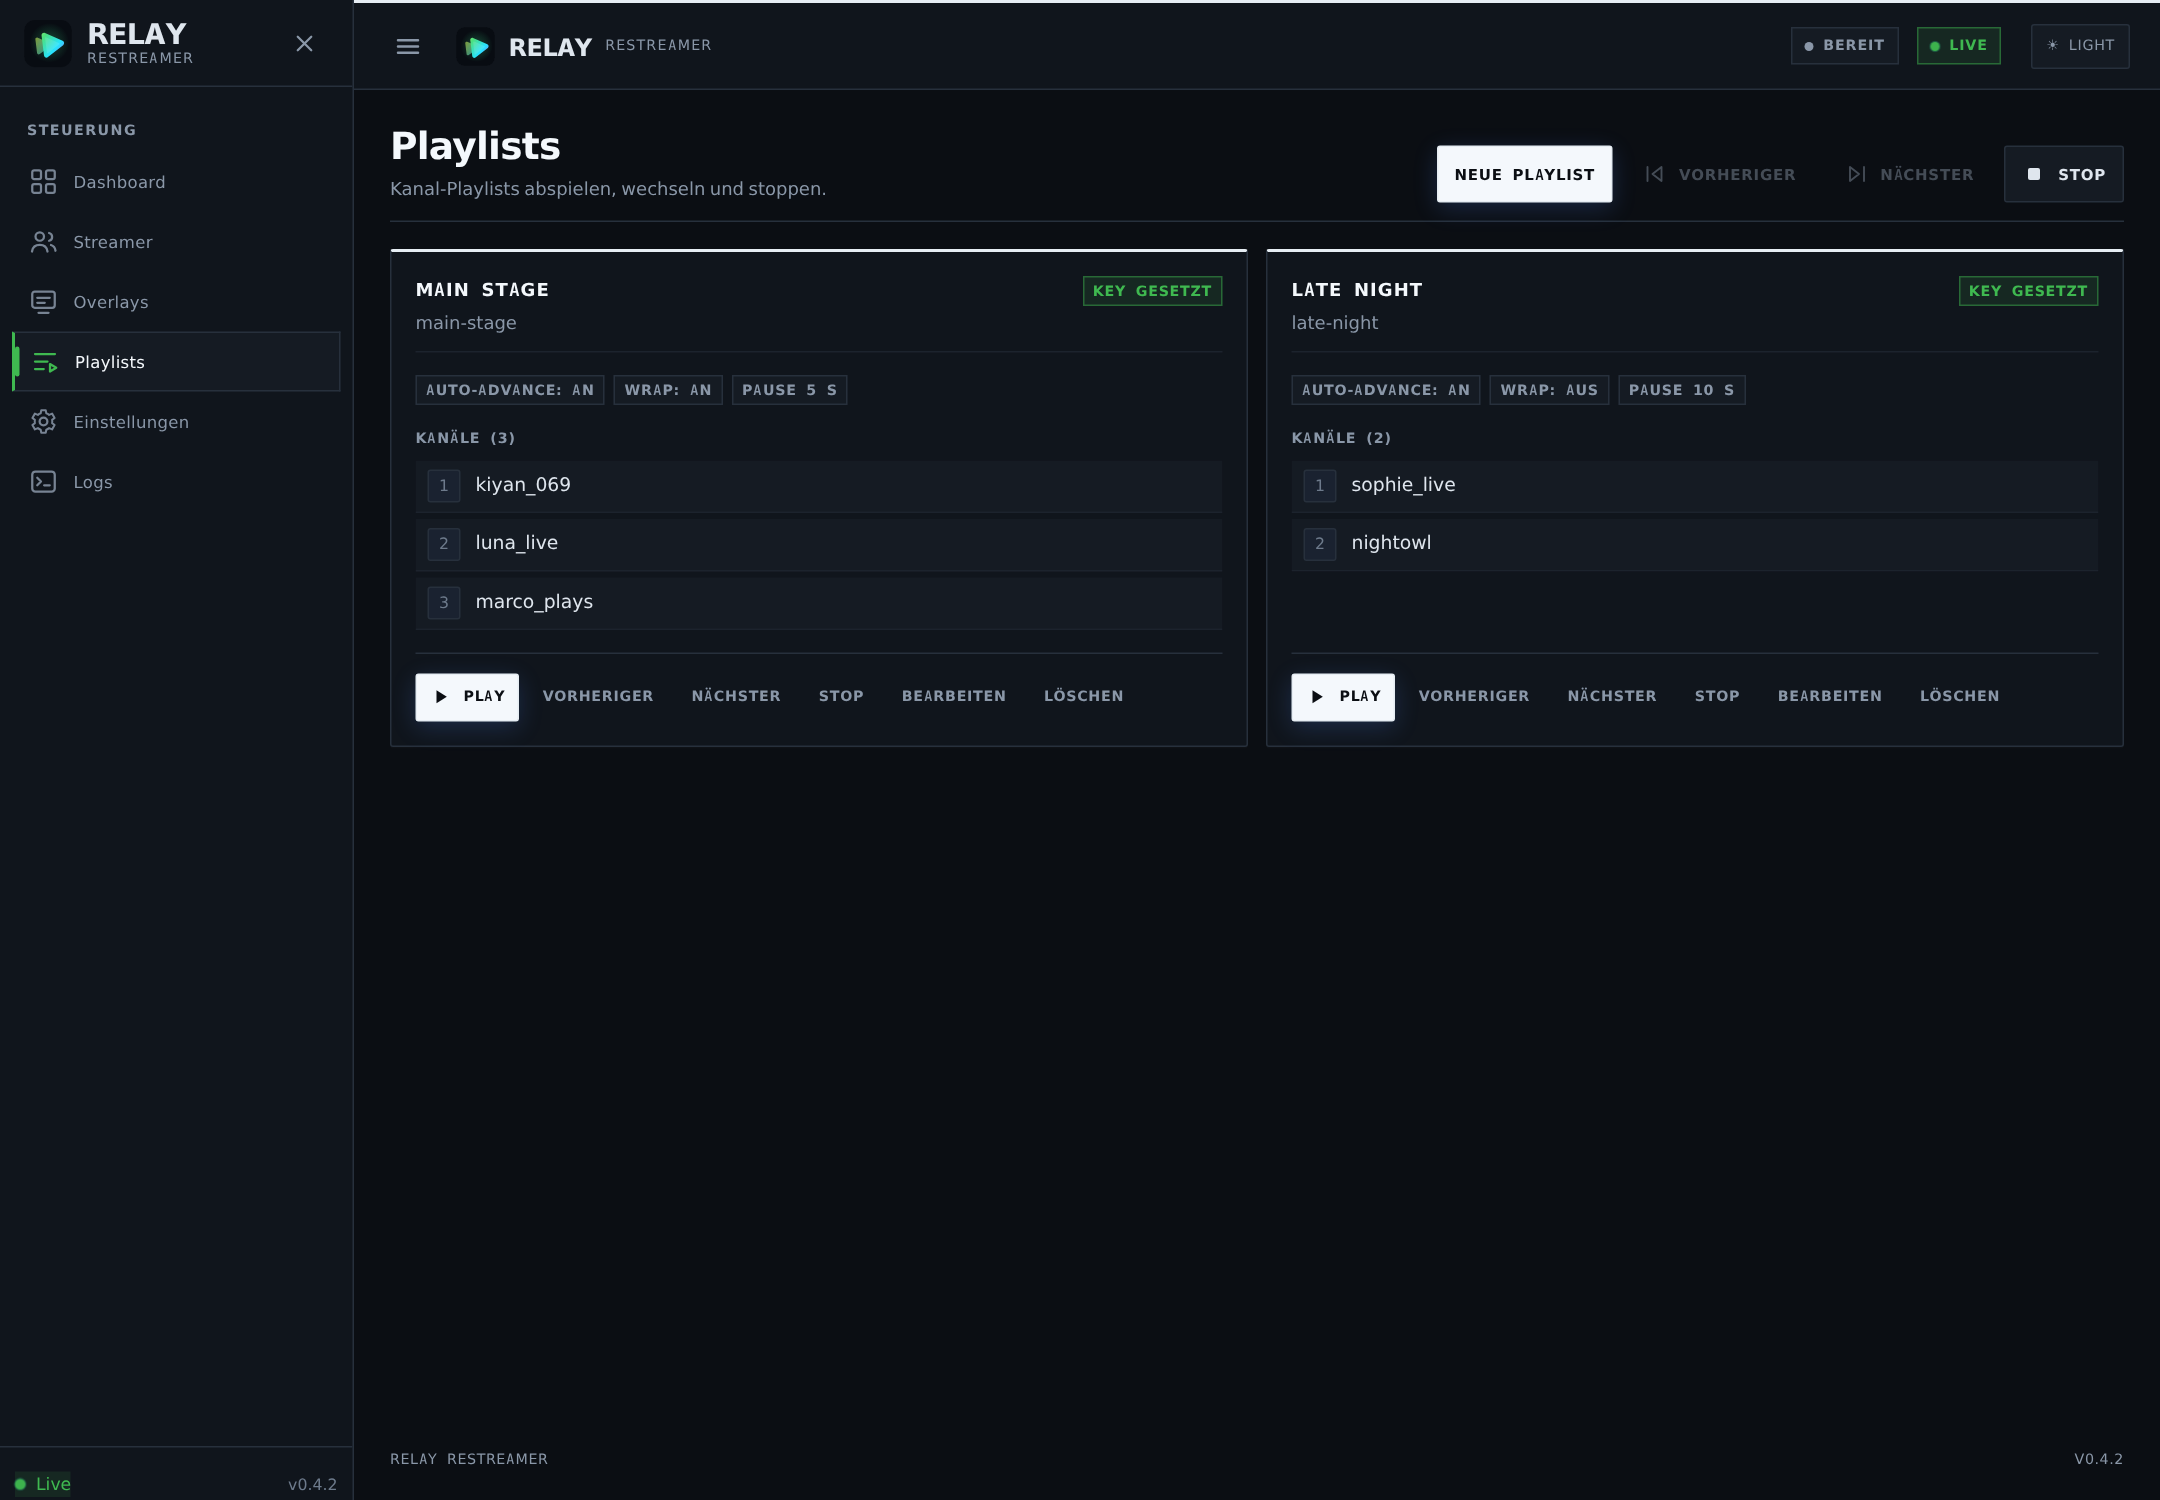 RELAY
RESTREAMER
STEUERUNG
Dashboard
Streamer
Overlays
Playlists
Einstellungen
Logs
Live v0.4.2
RELAY RESTREAMER
BEREIT LIVE LIGHT
Playlists
Kanal-Playlists abspielen, wechseln und stoppen.
NEUE PLAYLIST VORHERIGER NÄCHSTER STOP
MAIN STAGE KEY GESETZT
main-stage
AUTO-ADVANCE: AN WRAP: AN PAUSE 5 S
KANÄLE (3)
1 kiyan_069
2 luna_live
3 marco_plays
PLAY VORHERIGER NÄCHSTER STOP BEARBEITEN LÖSCHEN
LATE NIGHT KEY GESETZT
late-night
AUTO-ADVANCE: AN WRAP: AUS PAUSE 10 S
KANÄLE (2)
1 sophie_live
2 nightowl
PLAY VORHERIGER NÄCHSTER STOP BEARBEITEN LÖSCHEN
RELAY RESTREAMER V0.4.2